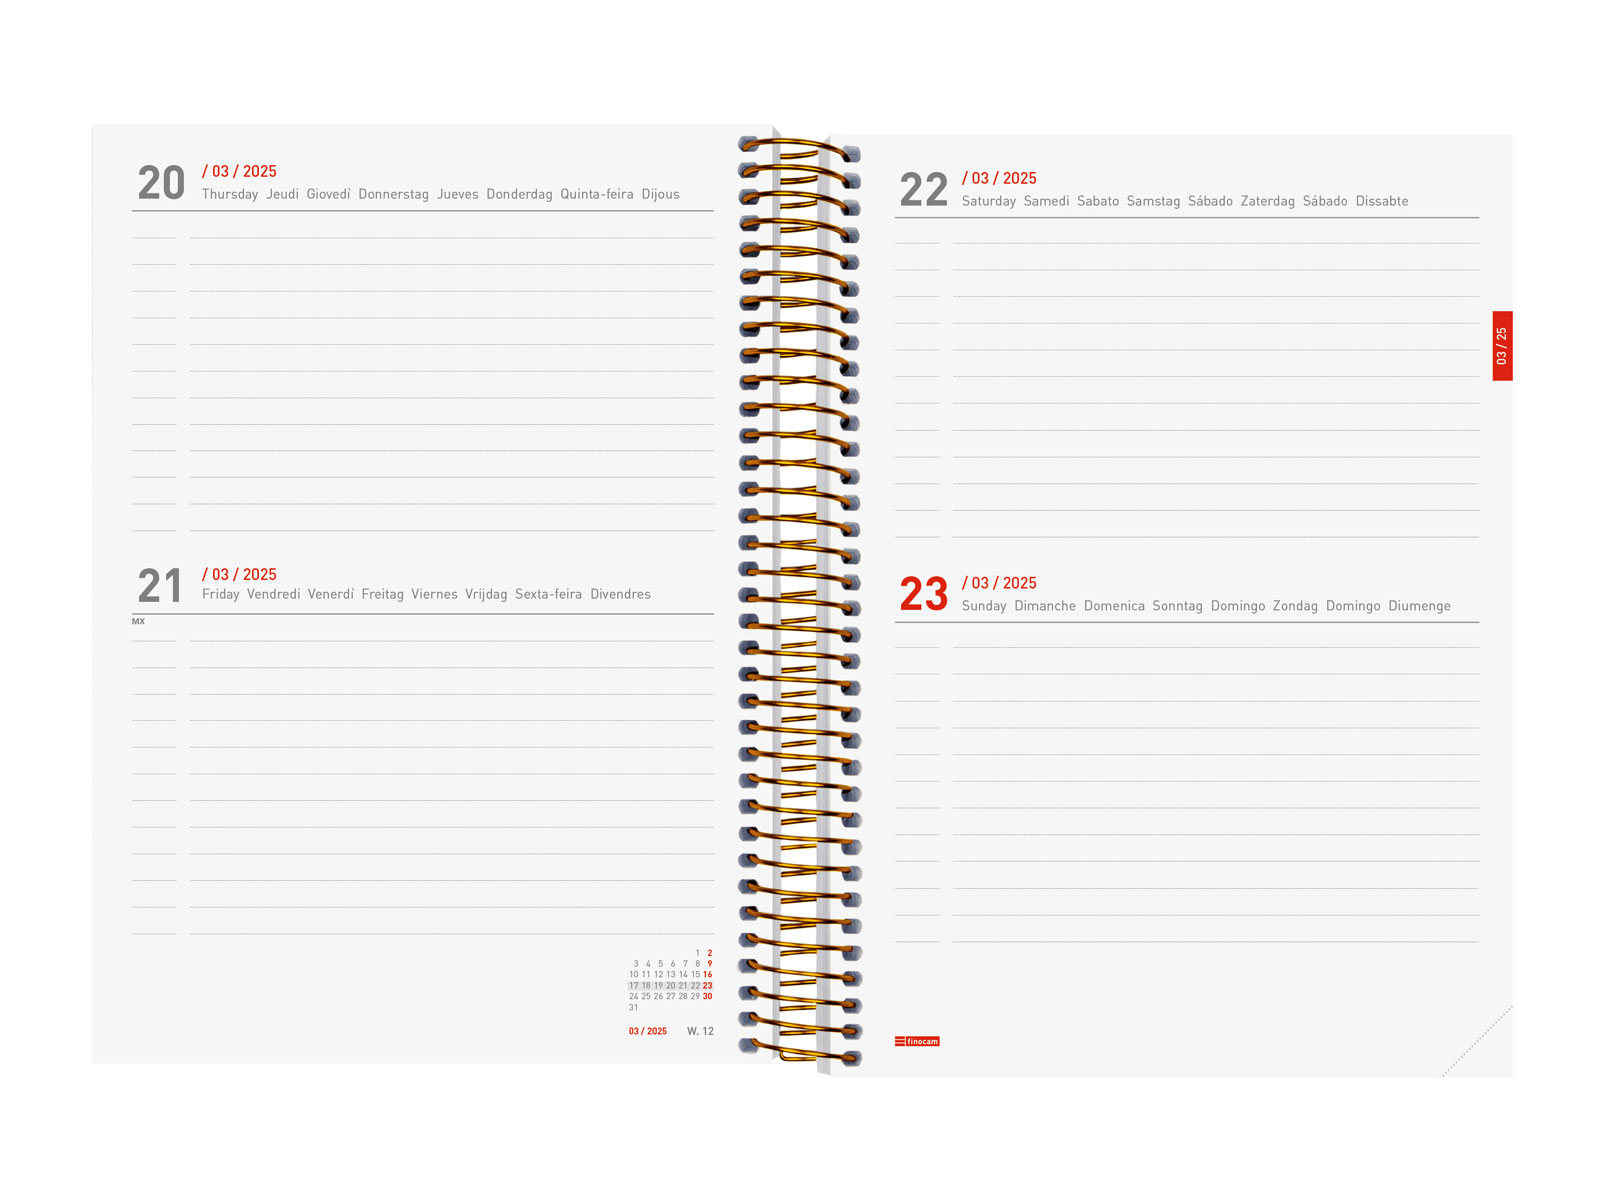 20 / 03 / 2025
Thursday Jeudi Giovedì Donnerstag Jueves Donderdag Quinta-feira Dijous
21 / 03 / 2025
Friday Vendredi Venerdì Freitag Viernes Vrijdag Sexta-feira Divendres
MX
1 2
3 4 5 6 7 8 9
10 11 12 13 14 15 16
17 18 19 20 21 22 23
24 25 26 27 28 29 30
31
03 / 2025 W. 12
22 / 03 / 2025
Saturday Samedi Sabato Samstag Sábado Zaterdag Sábado Dissabte
03 / 25
23 / 03 / 2025
Sunday Dimanche Domenica Sonntag Domingo Zondag Domingo Diumenge
finocam